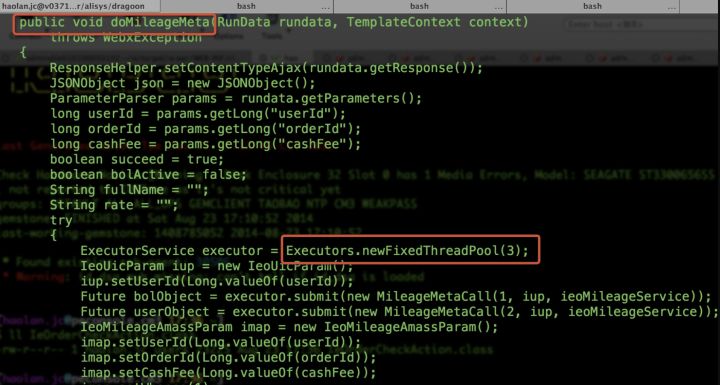 haolan.jc@v0371...r/alisys/dragoon bash bash bash
public void doMileageMeta(RunData rundata, TemplateContext context)
throws WebxException
{
ResponseHelper.setContentTypeAjax(rundata.getResponse());
JSONObject json = new JSONObject();
ParameterParser params = rundata.getParameters();
long userId = params.getLong("userId");
long orderId = params.getLong("orderId");
long cashFee = params.getLong("cashFee");
boolean succeed = true;
boolean bolActive = false;
String fullName = "";
String rate = "";
try
{
ExecutorService executor = Executors.newFixedThreadPool(3);
IeoUicParam iup = new IeoUicParam();
iup.setUserId(Long.valueOf(userId));
Future bolObject = executor.submit(new MileageMetaCall(1, iup, ieoMileageService));
Future userObject = executor.submit(new MileageMetaCall(2, iup, ieoMileageService));
IeoMileageAmassParam imap = new IeoMileageAmassParam();
imap.setUserId(Long.valueOf(userId));
imap.setOrderId(Long.valueOf(orderId));
imap.setCashFee(Long.valueOf(cashFee));